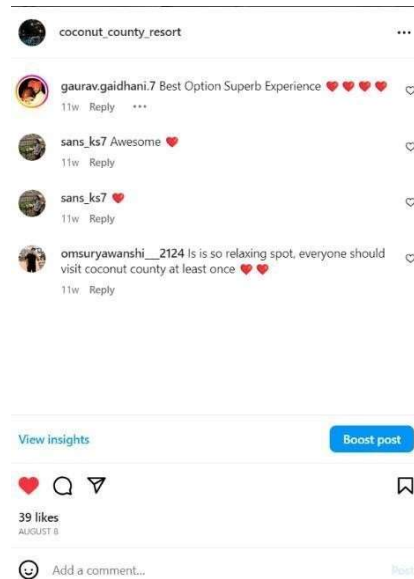 coconut_county_resort
gaurav.gaidhani.7 Best Option Superb Experience ❤️❤️❤️❤️
11w Reply
sans_ks7 Awesome ❤️
11w Reply
sans_ks7 ❤️
11w Reply
omsuryawanshi__2124 Is is so relaxing spot, everyone should
visit coconut county at least once ❤️❤️
11w Reply
View insights Boost post
39 likes
AUGUST 8
Add a comment... Post